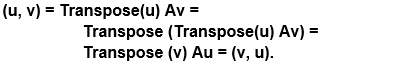 (u, v) = Transpose(u) Av =
Transpose (Transpose(u) Av) =
Transpose (v) Au = (v, u).